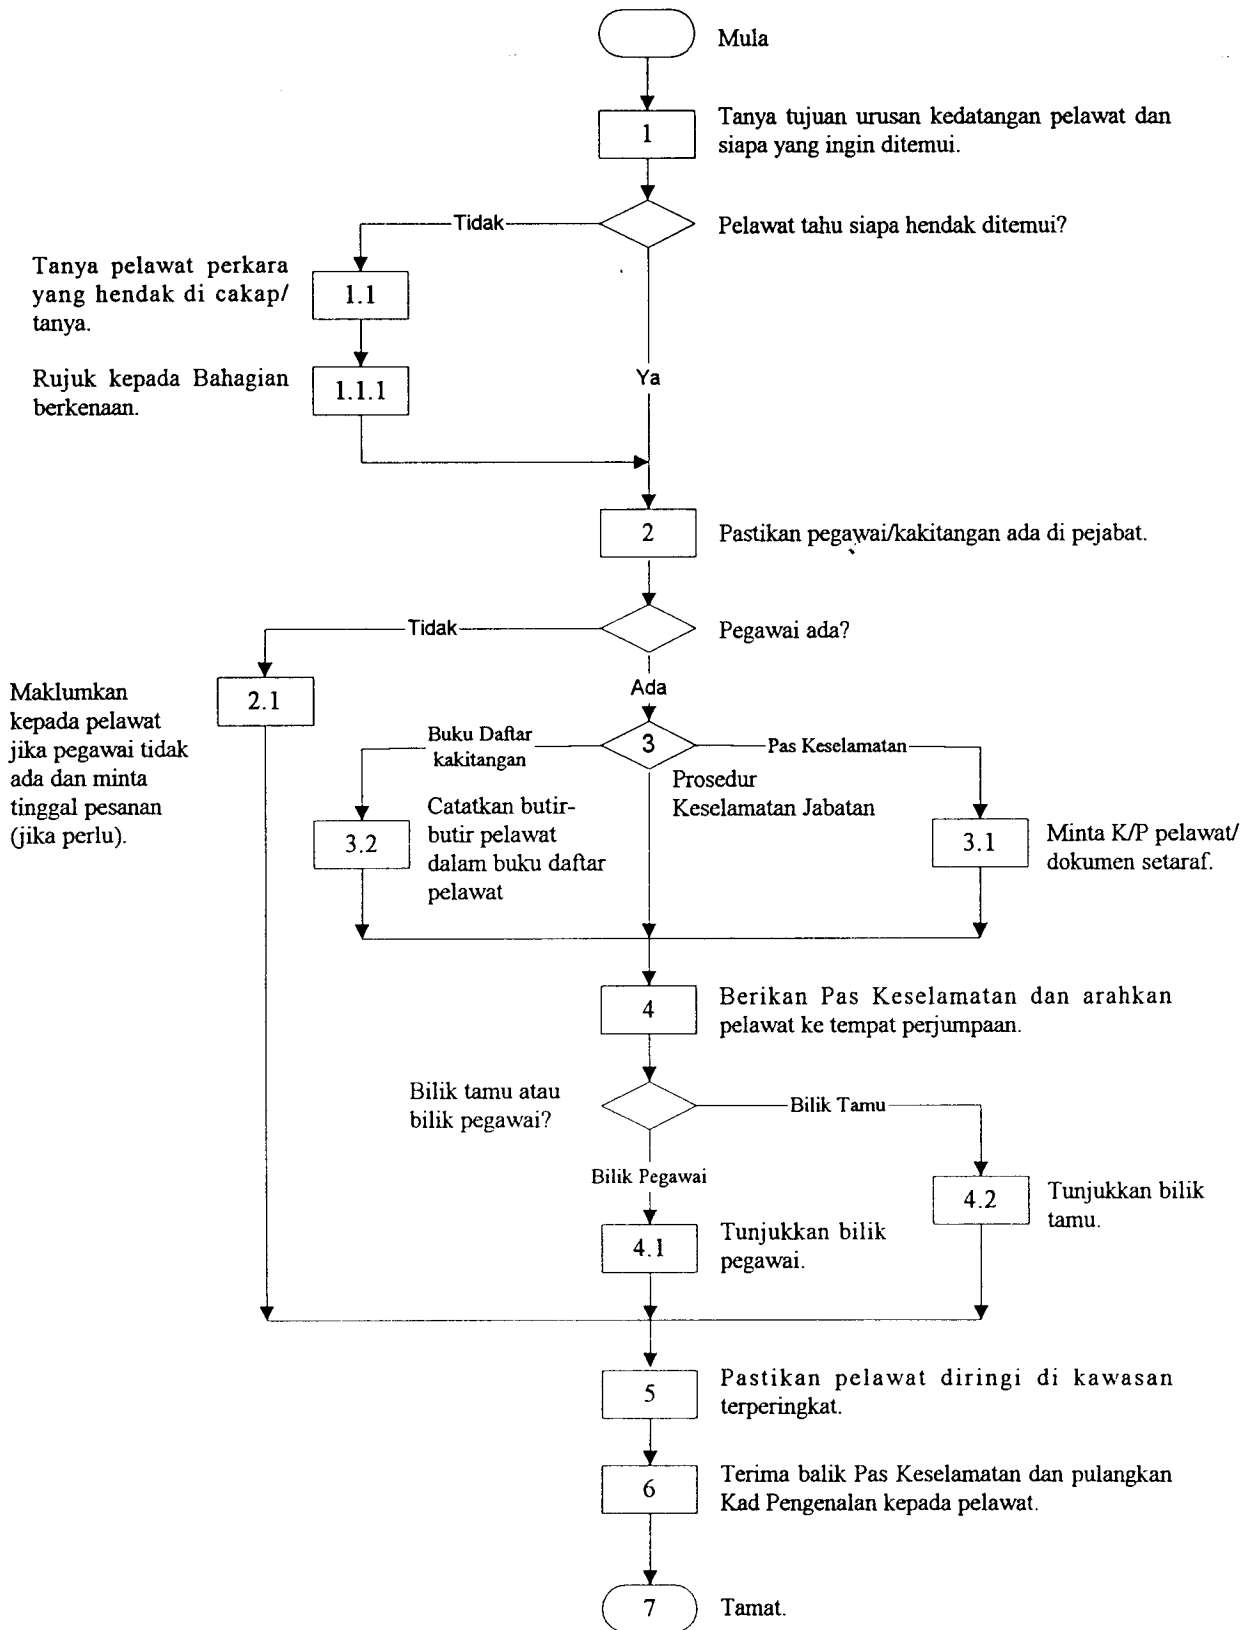 Mula
1
Tanya tujuan urusan kedatangan pelawat dan
siapa yang ingin ditemui.
Tidak
Pelawat tahu siapa hendak ditemui?
Tanya pelawat perkara
yang hendak di cakap/
tanya.
1.1
Rujuk kepada Bahagian
berkenaan.
1.1.1
Ya
2
Pastikan pegawai/kakitangan ada di pejabat.
Tidak
Pegawai ada?
Maklumkan
kepada pelawat
jika pegawai tidak
ada dan minta
tinggal pesanan
(jika perlu).
2.1
Ada
Buku Daftar
kakitangan
3
Pas Keselamatan
Prosedur
Keselamatan Jabatan
3.2
Catatkan butir-
butir pelawat
dalam buku daftar
pelawat
3.1
Minta K/P pelawat/
dokumen setaraf.
4
Berikan Pas Keselamatan dan arahkan
pelawat ke tempat perjumpaan.
Bilik tamu atau
bilik pegawai?
Bilik Tamu
Bilik Pegawai
4.2
Tunjukkan bilik
tamu.
4.1
Tunjukkan bilik
pegawai.
5
Pastikan pelawat diringi di kawasan
terperingkat.
6
Terima balik Pas Keselamatan dan pulangkan
Kad Pengenalan kepada pelawat.
7
Tamat.